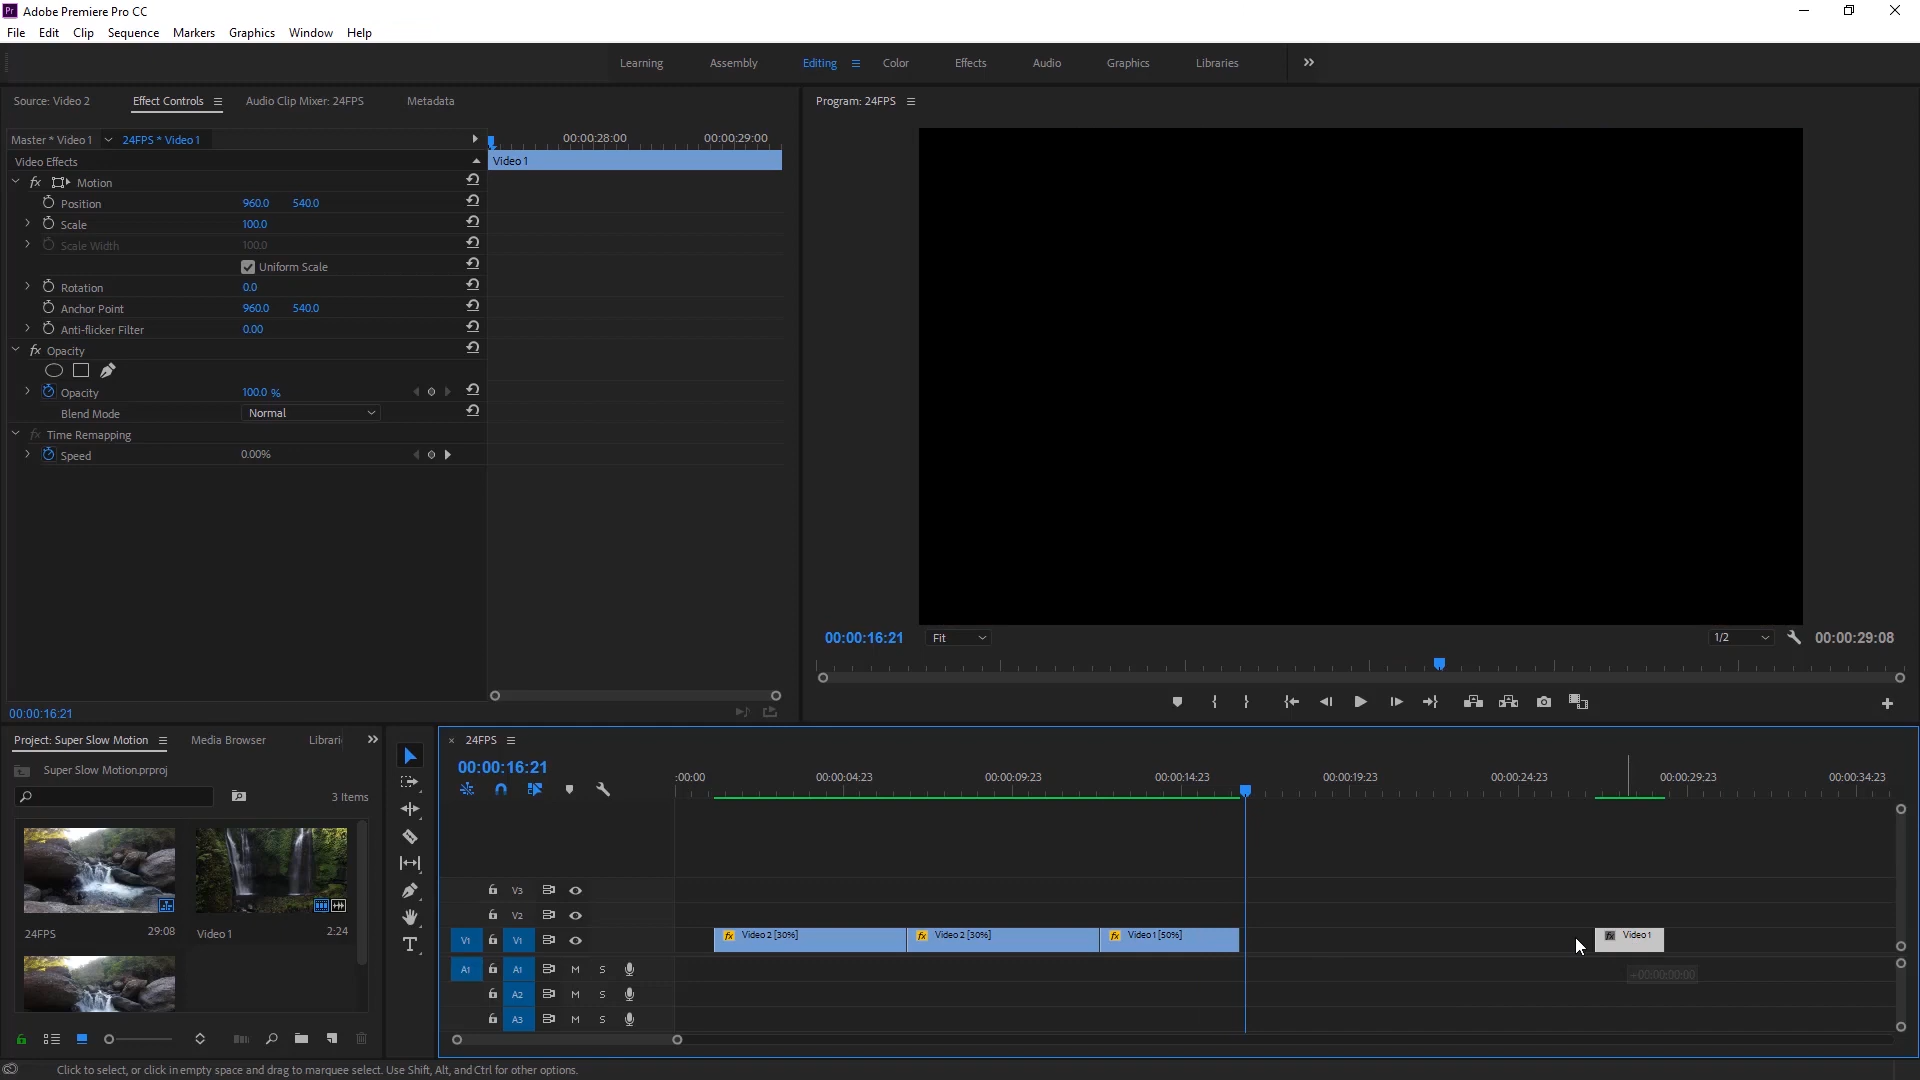 Adobe Premiere Pro CC
File Edit Clip Sequence Markers Graphics Window Help
Learning Assembly Editing Color Effects Audio Graphics Libraries
Source: Video 2 Effect Controls Audio Clip Mixer: 24FPS Metadata
Program: 24FPS
Master * Video 1 24FPS * Video 1
00:00:28:00 00:00:29:00
Video Effects
Video 1
fx Motion
Position 960.0 540.0
Scale 100.0
Scale Width 100.0
Uniform Scale
Rotation 0.0
Anchor Point 960.0 540.0
Anti-flicker Filter 0.00
fx Opacity
Opacity 100.0 %
Blend Mode Normal
fx Time Remapping
Speed 0.00%
00:00:16:21 Fit 1/2 00:00:29:08
00:00:16:21
Project: Super Slow Motion Media Browser Librari
Super Slow Motion.prproj
3 Items
24FPS 29:08
Video 1 2:24
24FPS
00:00:16:21
:00:00 00:00:04:23 00:00:09:23 00:00:14:23 00:00:19:23 00:00:24:23 00:00:29:23 00:00:34:23
V3
V2
V1 V1
fx Video 2 [30%] fx Video 2 [30%] fx Video 1 [50%] fx Video 1
A1 A1 M S
A2 M S
A3 M S
Click to select, or click in empty space and drag to marquee select. Use Shift, Alt, and Ctrl for other options.